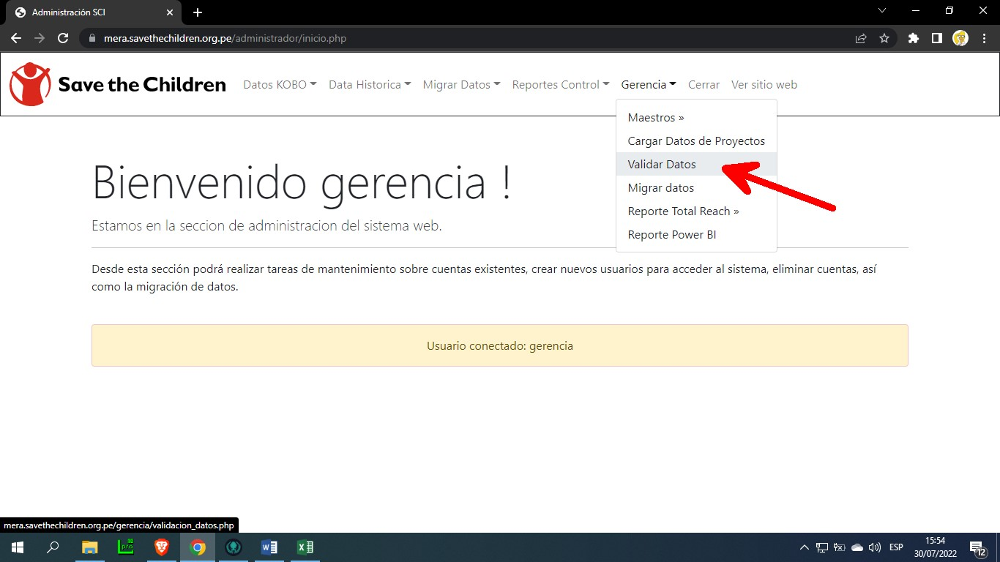 Administración SCI
mera.savethechildren.org.pe/administrador/inicio.php
Save the Children
Datos KOBO
Data Historica
Migrar Datos
Reportes Control
Gerencia
Cerrar
Ver sitio web
Maestros »
Cargar Datos de Proyectos
Validar Datos
Migrar datos
Reporte Total Reach »
Reporte Power BI
Bienvenido gerencia !
Estamos en la seccion de administracion del sistema web.
Desde esta sección podrá realizar tareas de mantenimiento sobre cuentas existentes, crear nuevos usuarios para acceder al sistema, eliminar cuentas, así
como la migración de datos.
Usuario conectado: gerencia
mera.savethechildren.org.pe/gerencia/validacion_datos.php
ESP
15:54
30/07/2022
12